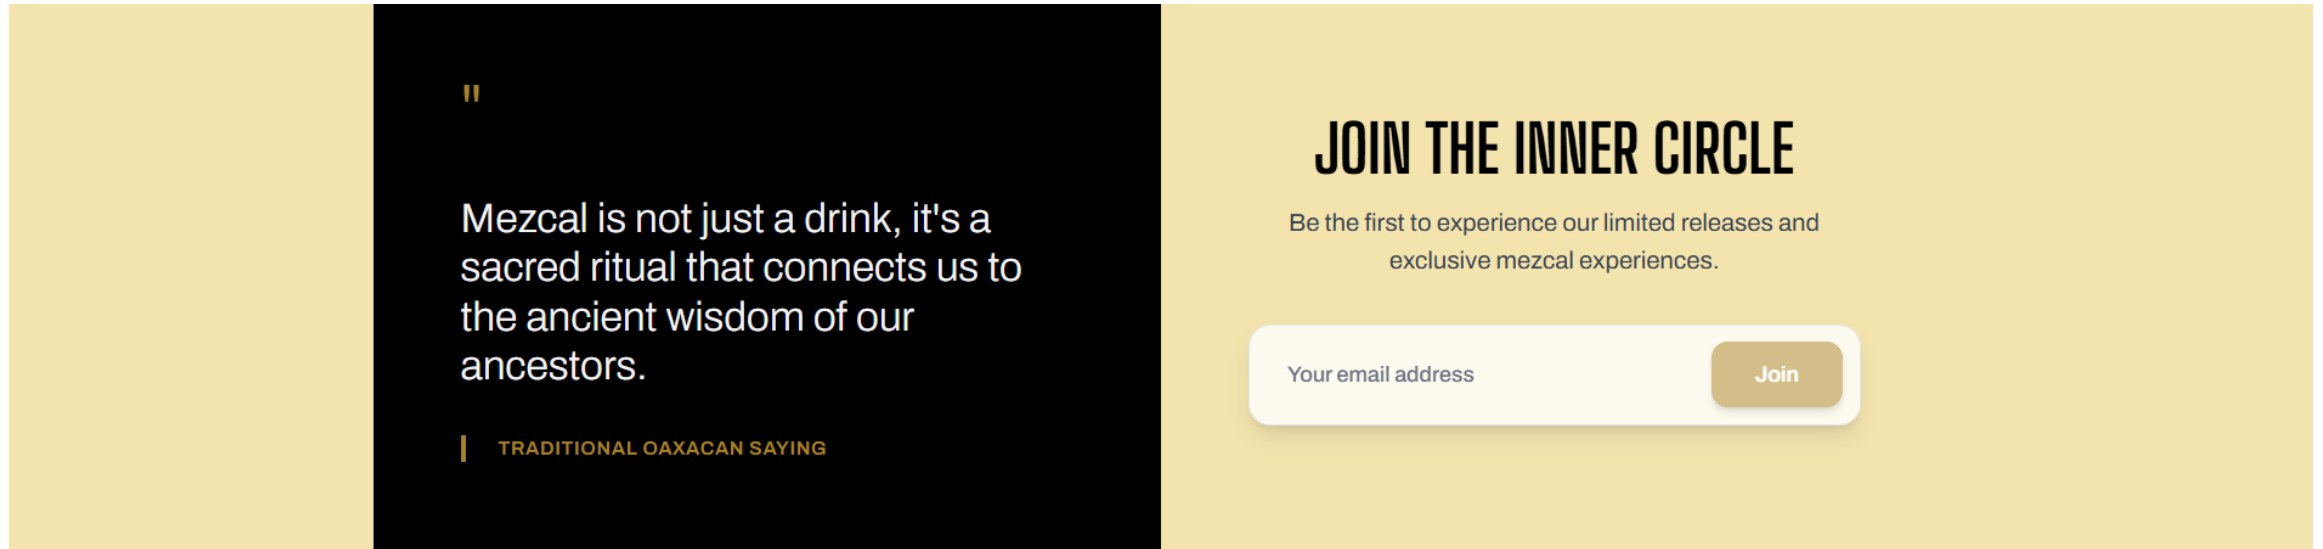 "
Mezcal is not just a drink, it's a
sacred ritual that connects us to
the ancient wisdom of our
ancestors.
TRADITIONAL OAXACAN SAYING
JOIN THE INNER CIRCLE
Be the first to experience our limited releases and
exclusive mezcal experiences.
Your email address
Join